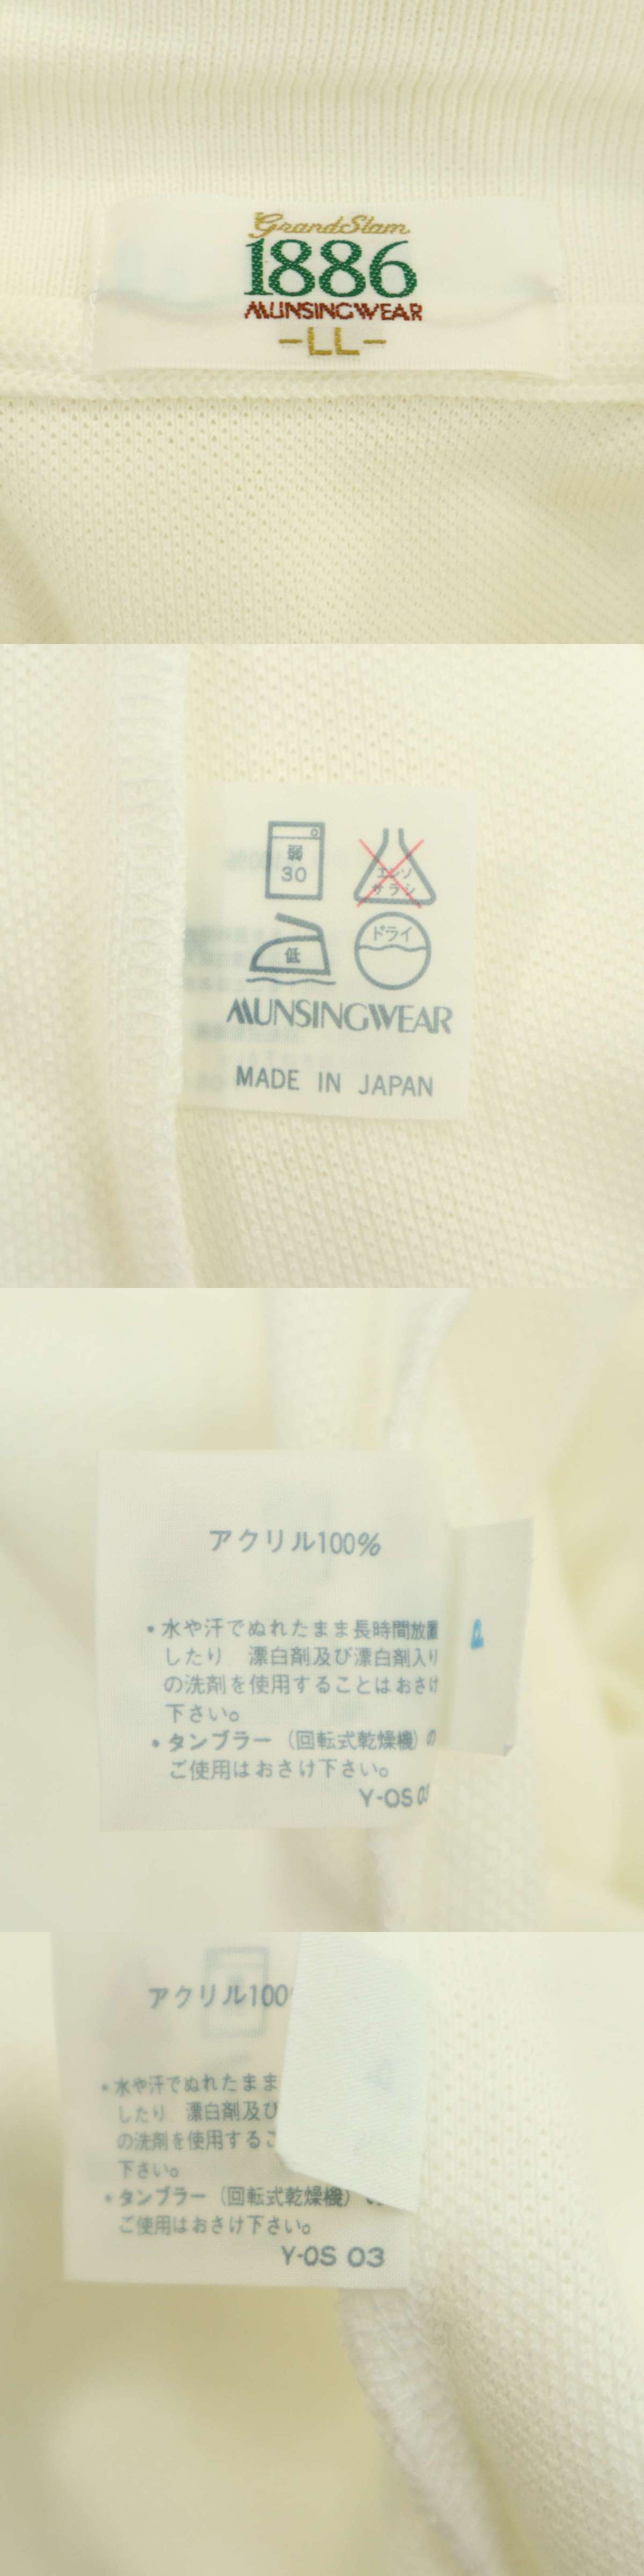 GrandSlam
1886
MUNSINGWEAR
-LL-
弱
30
エンソ
サラシ
低
ドライ
MUNSINGWEAR
MADE IN JAPAN
アクリル100%
•水や汗でぬれたまま長時間放置
したり 漂白剤及び漂白剤入り
の洗剤を使用することはおさけ
下さい。
•タンブラー (回転式乾燥機) の
ご使用はおさけ下さい。
Y-OS 03
アクリル100
•水や汗でぬれたまま
したり 漂白剤及び
の洗剤を使用するこ
下さい。
•タンブラー (回転式乾燥機)
ご使用はおさけ下さい。
Y-OS 03